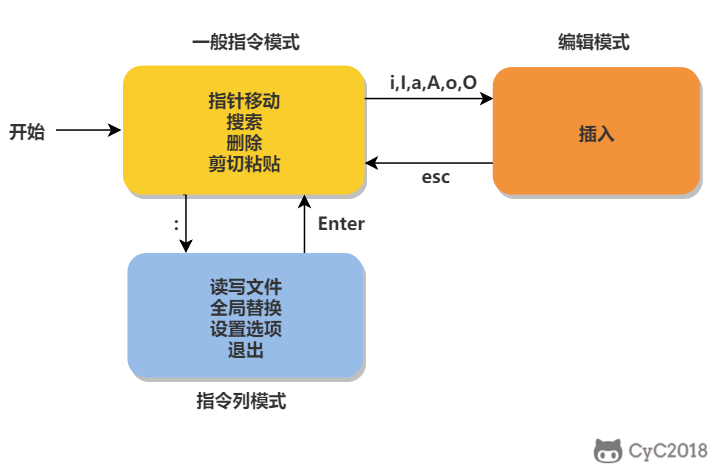 一般指令模式
编辑模式
开始
指针移动
搜索
删除
剪切粘贴
i,I,a,A,o,O
插入
esc
:
Enter
读写文件
全局替换
设置选项
退出
指令列模式
CyC2018